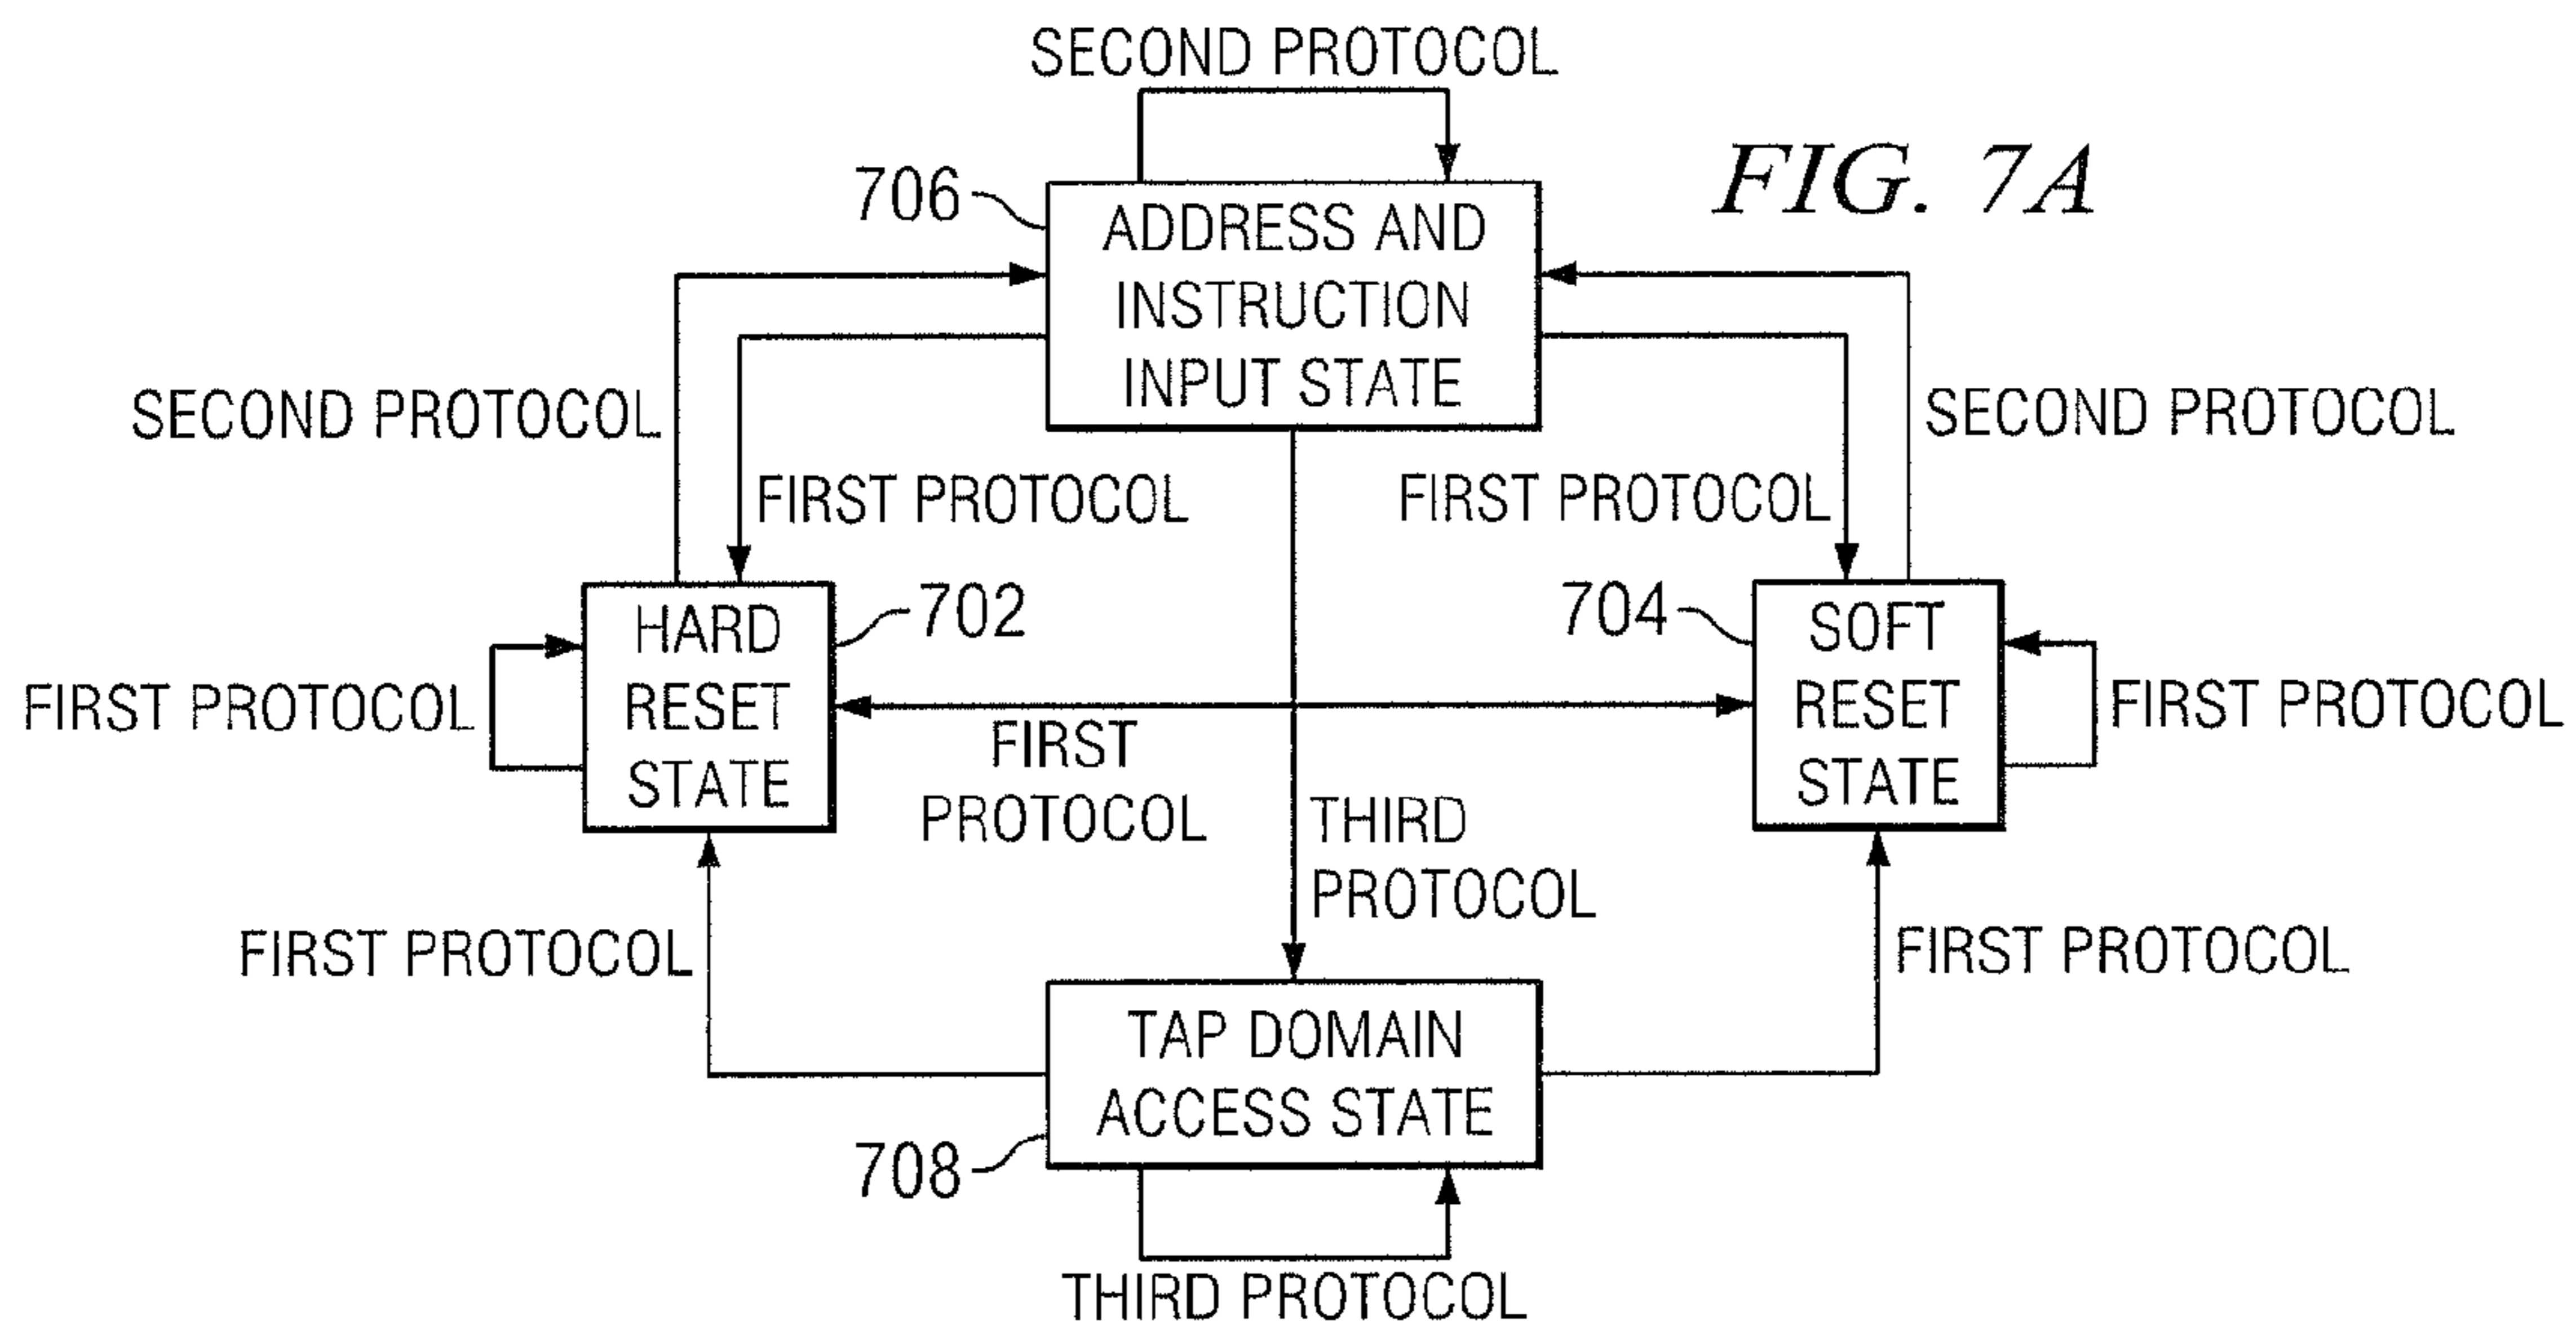 SECOND PROTOCOL
FIG. 7A
706
ADDRESS AND
INSTRUCTION
INPUT STATE
SECOND PROTOCOL
SECOND PROTOCOL
FIRST PROTOCOL
FIRST PROTOCOL
HARD
RESET
STATE
702
704
SOFT
RESET
STATE
FIRST PROTOCOL
FIRST PROTOCOL
FIRST
PROTOCOL
THIRD
PROTOCOL
FIRST PROTOCOL
FIRST PROTOCOL
TAP DOMAIN
ACCESS STATE
708
THIRD PROTOCOL